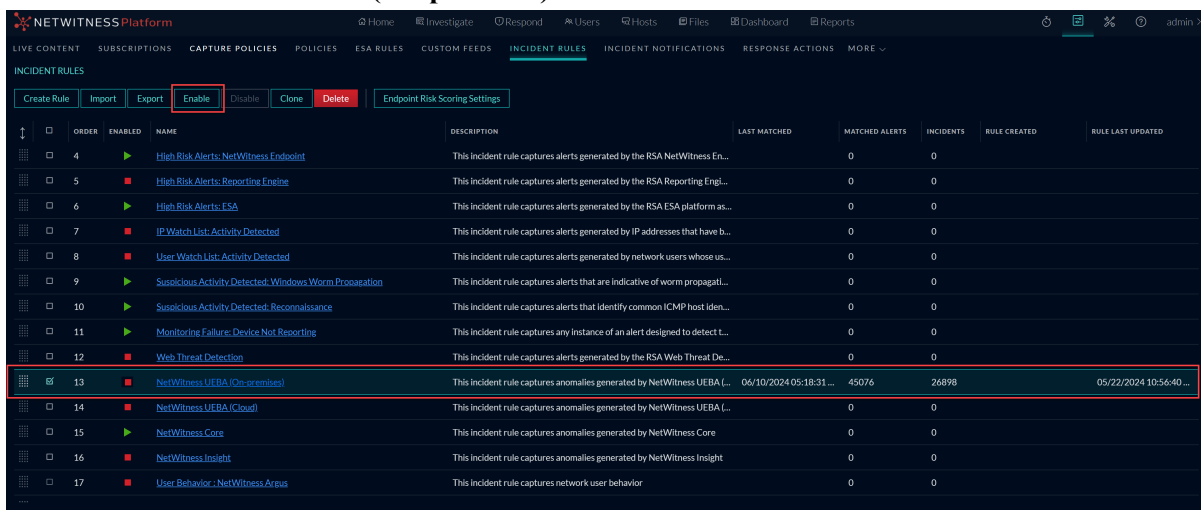 NETWITNESS Platform Home Investigate Respond Users Hosts Files Dashboard Reports admin
LIVE CONTENT SUBSCRIPTIONS CAPTURE POLICIES POLICIES ESA RULES CUSTOM FEEDS INCIDENT RULES INCIDENT NOTIFICATIONS RESPONSE ACTIONS MORE
INCIDENT RULES
Create Rule Import Export Enable Disable Clone Delete Endpoint Risk Scoring Settings
ORDER ENABLED NAME DESCRIPTION LAST MATCHED MATCHED ALERTS INCIDENTS RULE CREATED RULE LAST UPDATED
4 High Risk Alerts: NetWitness Endpoint This incident rule captures alerts generated by the RSA NetWitness En... 0 0
5 High Risk Alerts: Reporting Engine This incident rule captures alerts generated by the RSA Reporting Engi... 0 0
6 High Risk Alerts: ESA This incident rule captures alerts generated by the RSA ESA platform as... 0 0
7 IP Watch List: Activity Detected This incident rule captures alerts generated by IP addresses that have b... 0 0
8 User Watch List: Activity Detected This incident rule captures alerts generated by network users whose us... 0 0
9 Suspicious Activity Detected: Windows Worm Propagation This incident rule captures alerts that are indicative of worm propagati... 0 0
10 Suspicious Activity Detected: Reconnaissance This incident rule captures alerts that identify common ICMP host iden... 0 0
11 Monitoring Failure: Device Not Reporting This incident rule captures any instance of an alert designed to detect t... 0 0
12 Web Threat Detection This incident rule captures alerts generated by the RSA Web Threat De... 0 0
13 NetWitness UEBA (On-premises) This incident rule captures anomalies generated by NetWitness UEBA (... 06/10/2024 05:18:31 ... 45076 26898 05/22/2024 10:56:40 ...
14 NetWitness UEBA (Cloud) This incident rule captures anomalies generated by NetWitness UEBA (... 0 0
15 NetWitness Core This incident rule captures anomalies generated by NetWitness Core 0 0
16 NetWitness Insight This incident rule captures anomalies generated by NetWitness Insight 0 0
17 User Behavior : NetWitness Argus This incident rule captures network user behavior 0 0